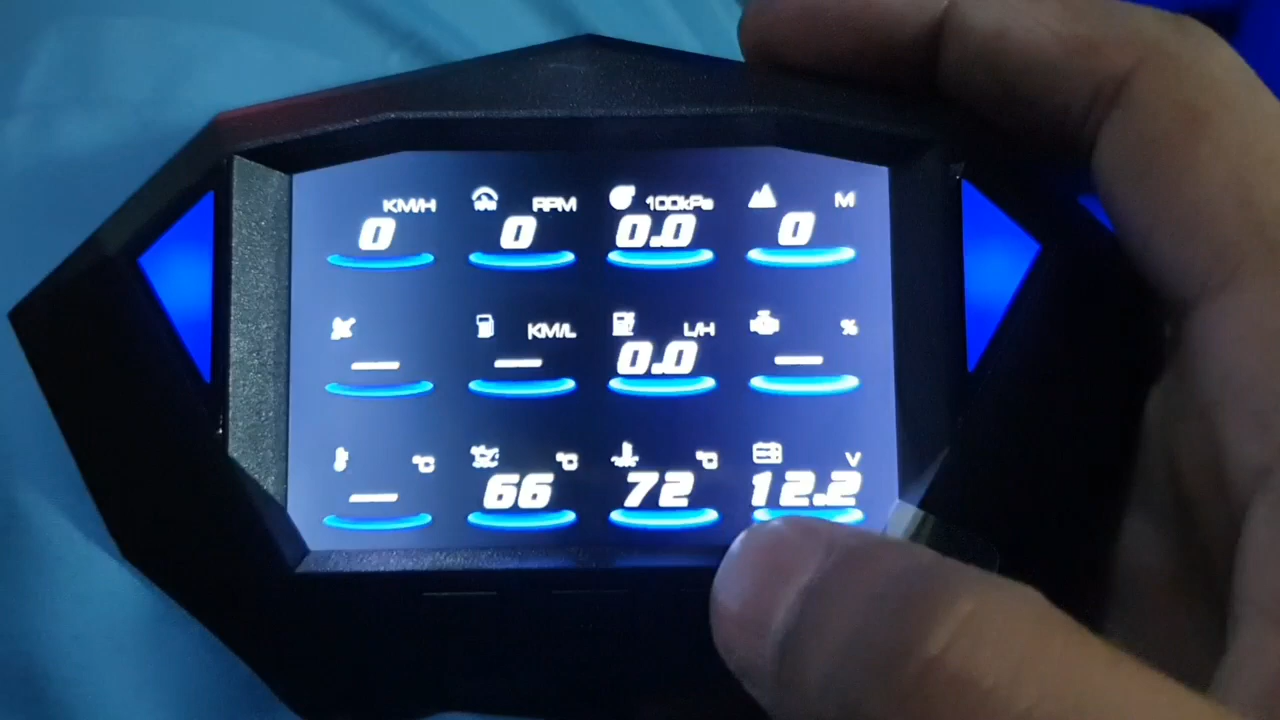 KM/H RPM 100kPa M
0 0 0.0 0
KM/L L/H %
— — 0.0 —
°C °C °C V
— 66 72 12.2